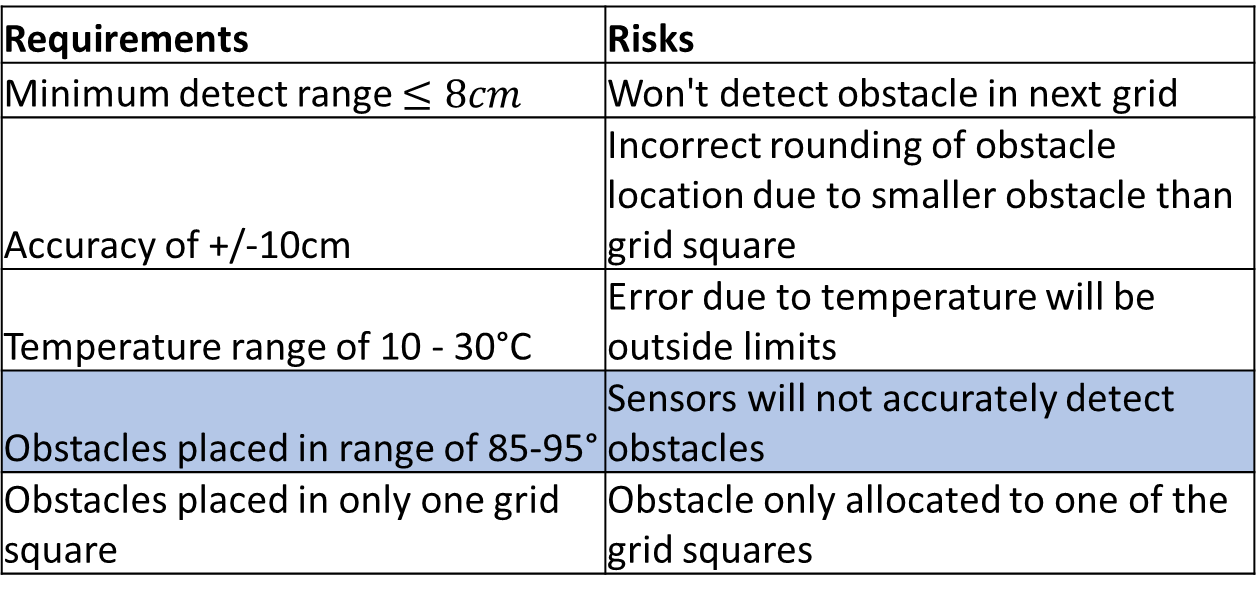 Requirements
Risks
Minimum detect range ≤ 8cm
Won't detect obstacle in next grid
Accuracy of +/-10cm
Incorrect rounding of obstacle
location due to smaller obstacle than
grid square
Temperature range of 10 - 30°C
Error due to temperature will be
outside limits
Obstacles placed in range of 85-95°
Sensors will not accurately detect
obstacles
Obstacles placed in only one grid
square
Obstacle only allocated to one of the
grid squares